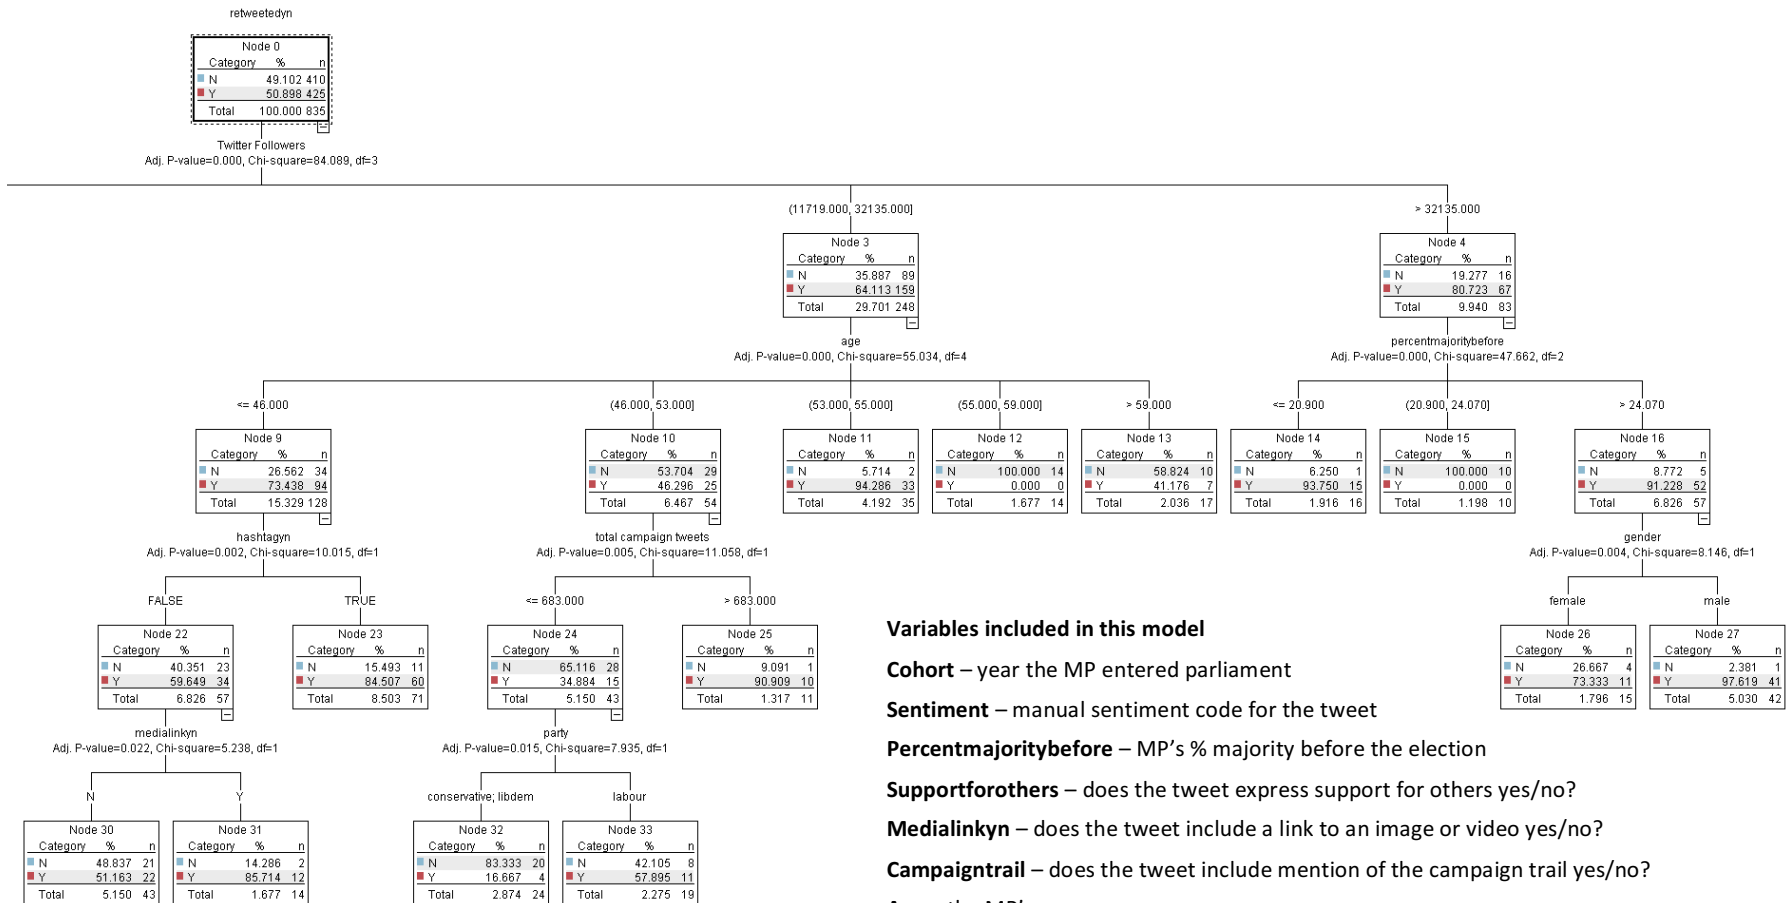 retweetedyn
Node 0
Category % n
N 49.102 410
Y 50.898 425
Total 100.000 835
Twitter Followers
Adj. P-value=0.000, Chi-square=84.089, df=3
(11719.000, 32135.000]
> 32135.000
Node 3
Category % n
N 35.887 89
Y 64.113 159
Total 29.701 248
Node 4
Category % n
N 19.277 16
Y 80.723 67
Total 9.940 83
age
Adj. P-value=0.000, Chi-square=55.034, df=4
percentmajoritybefore
Adj. P-value=0.000, Chi-square=47.662, df=2
<= 46.000
(46.000, 53.000]
(53.000, 55.000]
(55.000, 59.000]
> 59.000
<= 20.900
(20.900, 24.070]
> 24.070
Node 9
Category % n
N 26.562 34
Y 73.438 94
Total 15.329 128
Node 10
Category % n
N 53.704 29
Y 46.296 25
Total 6.467 54
Node 11
Category % n
N 5.714 2
Y 94.286 33
Total 4.192 35
Node 12
Category % n
N 100.000 14
Y 0.000 0
Total 1.677 14
Node 13
Category % n
N 58.824 10
Y 41.176 7
Total 2.036 17
Node 14
Category % n
N 6.250 1
Y 93.750 15
Total 1.916 16
Node 15
Category % n
N 100.000 10
Y 0.000 0
Total 1.198 10
Node 16
Category % n
N 8.772 5
Y 91.228 52
Total 6.826 57
hashtagyn
Adj. P-value=0.002, Chi-square=10.015, df=1
total campaign tweets
Adj. P-value=0.005, Chi-square=11.058, df=1
gender
Adj. P-value=0.004, Chi-square=8.146, df=1
FALSE
TRUE
<= 683.000
> 683.000
female
male
Node 22
Category % n
N 40.351 23
Y 59.649 34
Total 6.826 57
Node 23
Category % n
N 15.493 11
Y 84.507 60
Total 8.503 71
Node 24
Category % n
N 65.116 28
Y 34.884 15
Total 5.150 43
Node 25
Category % n
N 9.091 1
Y 90.909 10
Total 1.317 11
Node 26
Category % n
N 26.667 4
Y 73.333 11
Total 1.796 15
Node 27
Category % n
N 2.381 1
Y 97.619 41
Total 5.030 42
medialinkyn
Adj. P-value=0.022, Chi-square=5.238, df=1
party
Adj. P-value=0.015, Chi-square=7.935, df=1
N
Y
conservative; libdem
labour
Node 30
Category % n
N 48.837 21
Y 51.163 22
Total 5.150 43
Node 31
Category % n
N 14.286 2
Y 85.714 12
Total 1.677 14
Node 32
Category % n
N 83.333 20
Y 16.667 4
Total 2.874 24
Node 33
Category % n
N 42.105 8
Y 57.895 11
Total 2.275 19
Variables included in this model
Cohort – year the MP entered parliament
Sentiment – manual sentiment code for the tweet
Percentmajoritybefore – MP’s % majority before the election
Supportforothers – does the tweet express support for others yes/no?
Medialinkyn – does the tweet include a link to an image or video yes/no?
Campaigntrail – does the tweet include mention of the campaign trail yes/no?